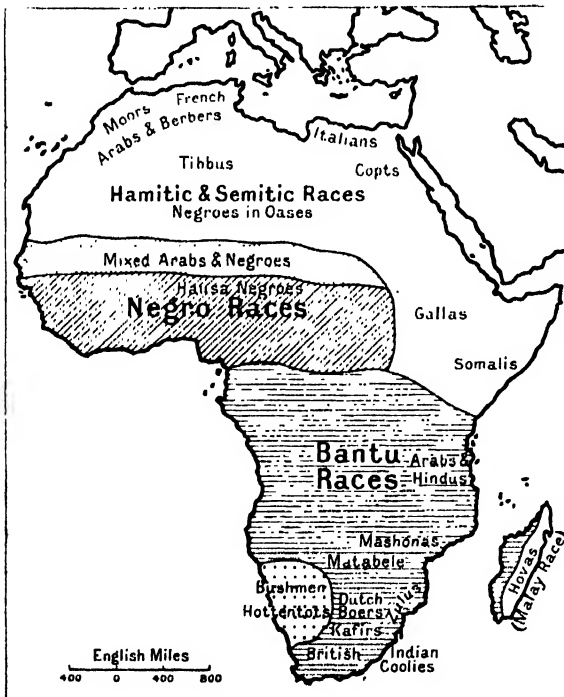 Moors
French
Arabs & Berbers
Italians
Tibbus
Copts
Hamitic & Semitic Races
Negroes in Oases
Mixed Arabs & Negroes
Hausa Negroes
Negro Races
Gallas
Somalis
Bantu
Races
Arabs &
Hindus
Mashonas
Matabele
Hovas
(Malay Race)
Bushmen
Hottentots
Dutch
Boers
Zulus
Kafirs
British
Indian
Coolies
English Miles
400 0 400 800